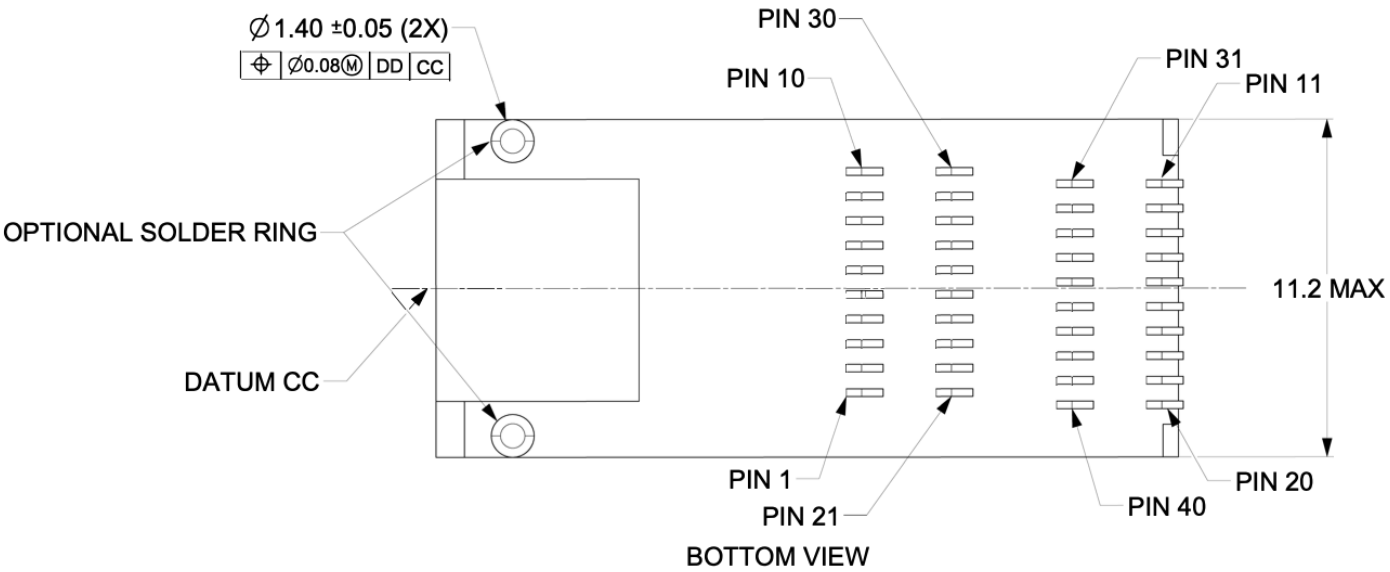 PIN 30
Ø1.40 ±0.05 (2X)
PIN 31
⌖ Ø0.08Ⓜ DD CC
PIN 10
PIN 11
OPTIONAL SOLDER RING
11.2 MAX
DATUM CC
PIN 1
PIN 20
PIN 21
PIN 40
BOTTOM VIEW